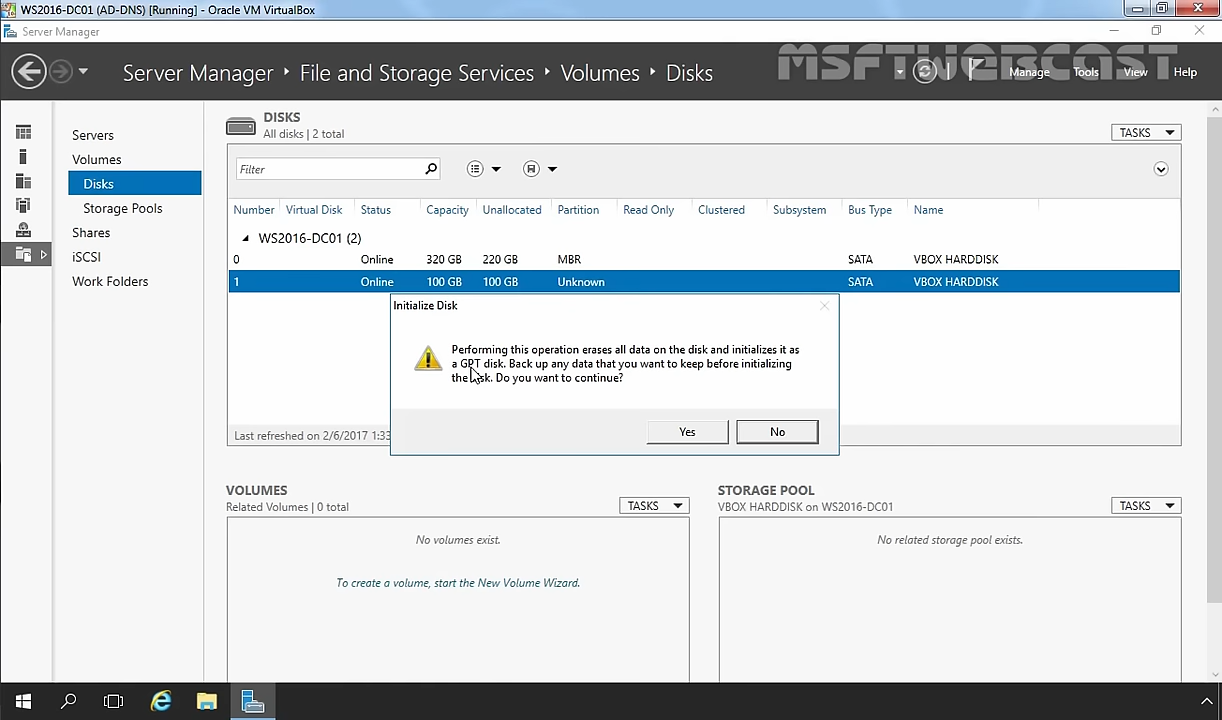 WS2016-DC01 (AD-DNS) [Running] - Oracle VM VirtualBox
Server Manager
Server Manager · File and Storage Services · Volumes · Disks
MSFTWEBCAST
Manage Tools View Help
Servers
Volumes
Disks
Storage Pools
Shares
iSCSI
Work Folders
DISKS
All disks | 2 total
TASKS
Filter
Number Virtual Disk Status Capacity Unallocated Partition Read Only Clustered Subsystem Bus Type Name
WS2016-DC01 (2)
0 Online 320 GB 220 GB MBR SATA VBOX HARDDISK
1 Online 100 GB 100 GB Unknown SATA VBOX HARDDISK
Initialize Disk
Performing this operation erases all data on the disk and initializes it as
a GPT disk. Back up any data that you want to keep before initializing
the disk. Do you want to continue?
Yes No
Last refreshed on 2/6/2017 1:33
VOLUMES
Related Volumes | 0 total
TASKS
No volumes exist.
To create a volume, start the New Volume Wizard.
STORAGE POOL
VBOX HARDDISK on WS2016-DC01
TASKS
No related storage pool exists.